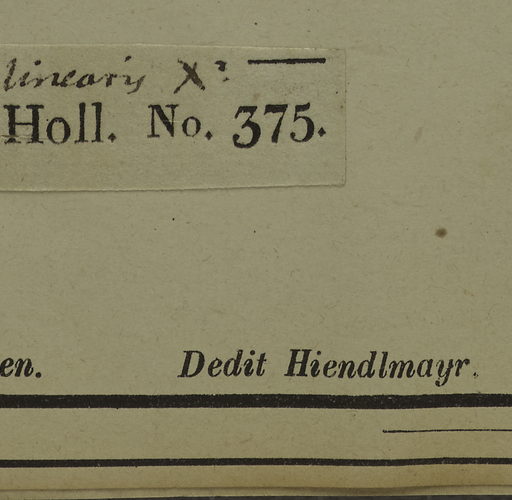 linearis X?
Holl. No. 375.
en. Dedit Hiendlmayr.